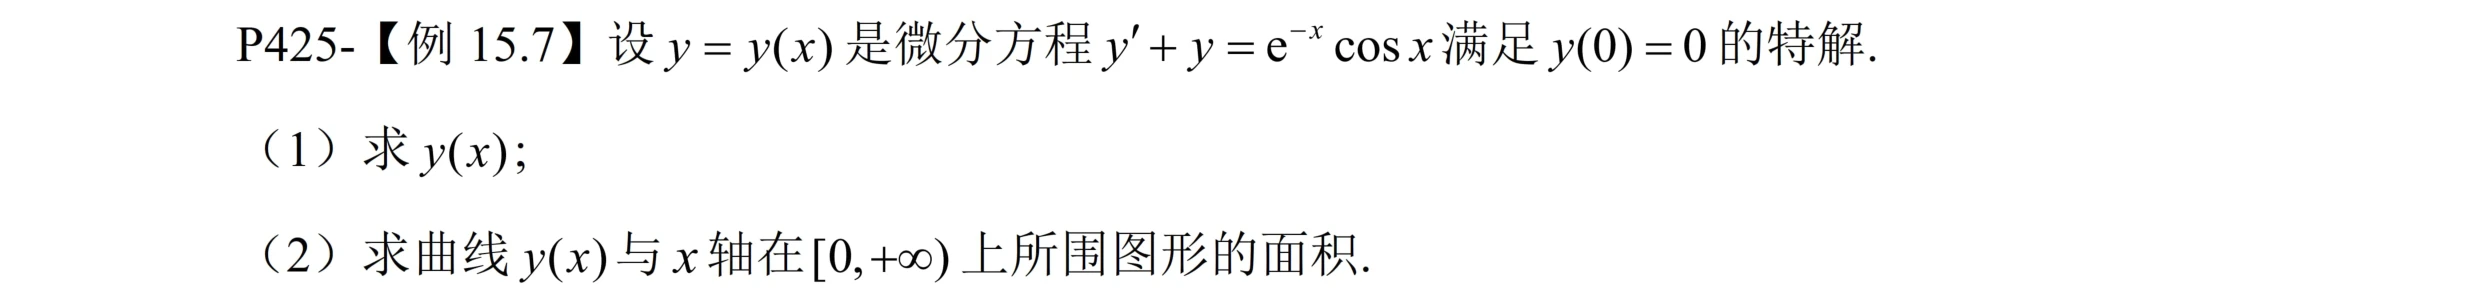 P425-【例 15.7】设 y = y(x) 是微分方程 y′ + y = e⁻ˣ cos x 满足 y(0) = 0 的特解.
（1）求 y(x);
（2）求曲线 y(x) 与 x 轴在[0,+∞) 上所围图形的面积.